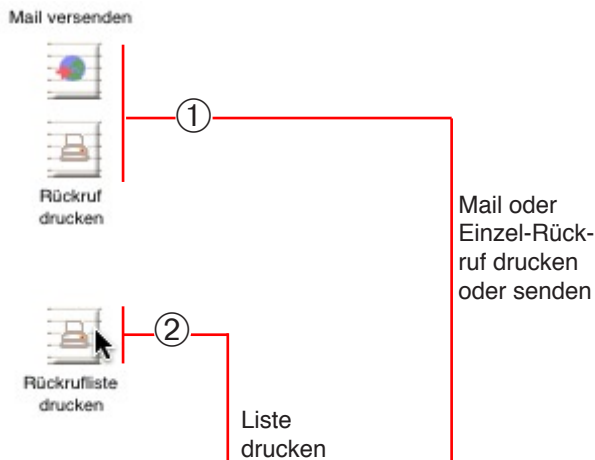 Mail versenden
①
Rückruf
drucken
Mail oder
Einzel-Rück-
ruf drucken
oder senden
②
Rückrufliste
drucken
Liste
drucken